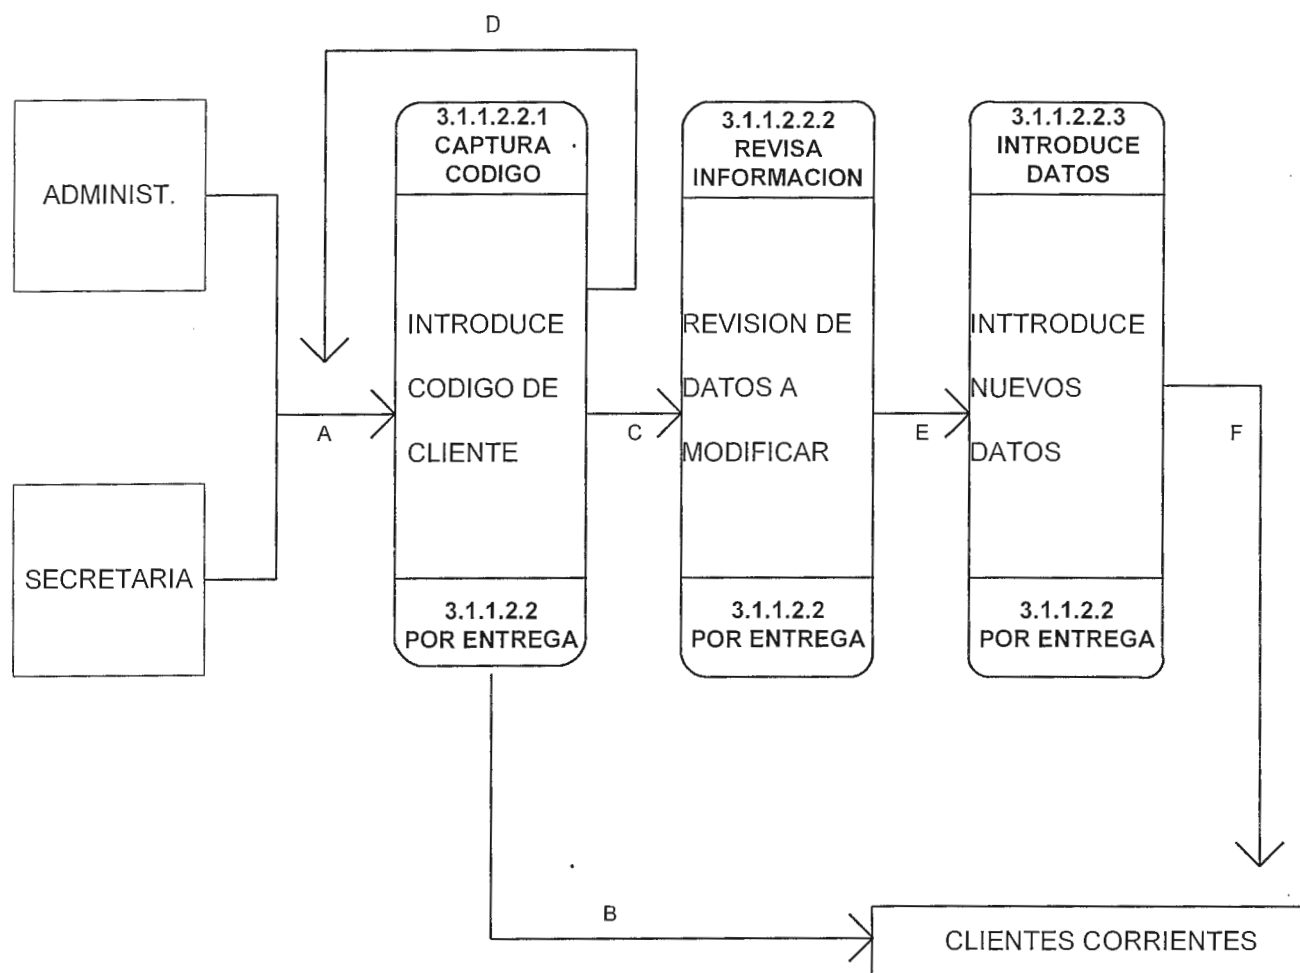 D
ADMINIST.
3.1.1.2.2.1
CAPTURA
CODIGO
INTRODUCE
CODIGO DE
CLIENTE
3.1.1.2.2
POR ENTREGA
3.1.1.2.2.2
REVISA
INFORMACION
REVISION DE
DATOS A
MODIFICAR
3.1.1.2.2
POR ENTREGA
3.1.1.2.2.3
INTRODUCE
DATOS
INTTRODUCE
NUEVOS
DATOS
3.1.1.2.2
POR ENTREGA
A
C
E
F
SECRETARIA
B
CLIENTES CORRIENTES